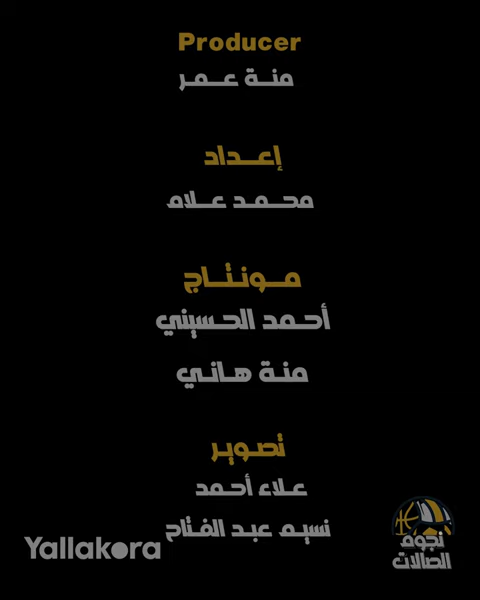 Producer
منة عمر
إعداد
محمد علام
مونتاج
أحمد الحسيني
منة هاني
تصوير
علاء أحمد
نسيم عبد الفتاح
Yallakora
نجوم
الصالات